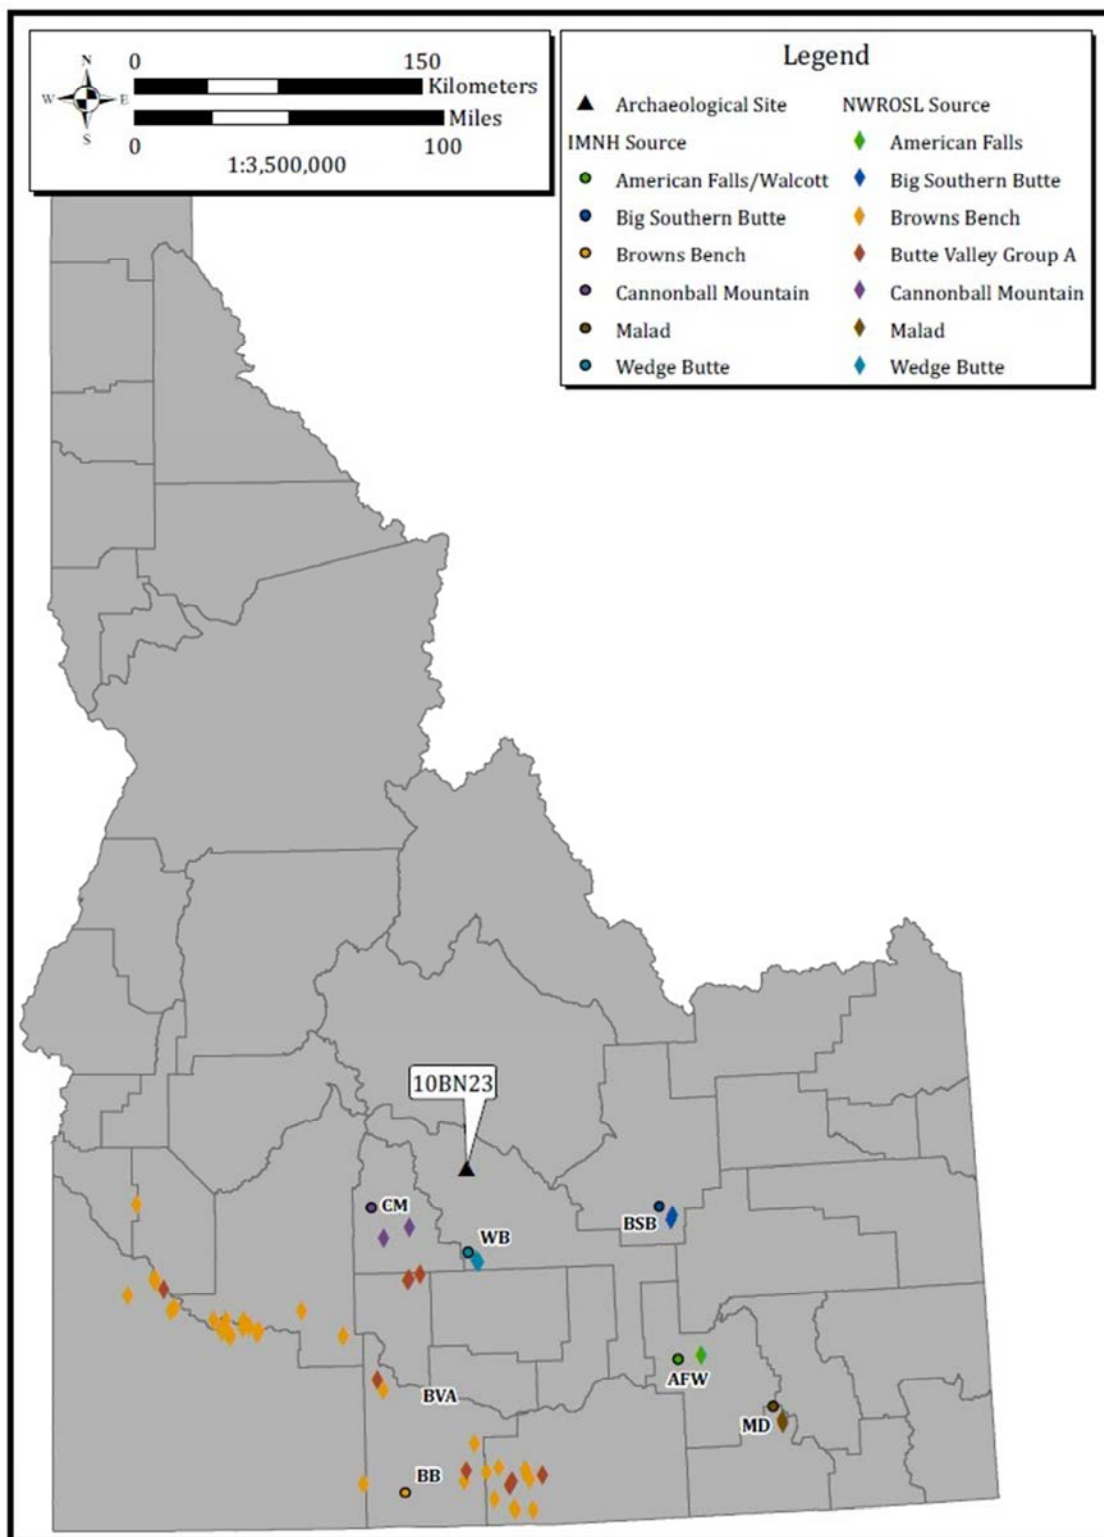 N
W E
S
0 150
Kilometers
Miles
0 100
1:3,500,000
Legend
Archaeological Site
IMNH Source
American Falls/Walcott
Big Southern Butte
Browns Bench
Cannonball Mountain
Malad
Wedge Butte
NWROSL Source
American Falls
Big Southern Butte
Browns Bench
Butte Valley Group A
Cannonball Mountain
Malad
Wedge Butte
10BN23
CM
BSB
WB
AFW
BVA
MD
BB